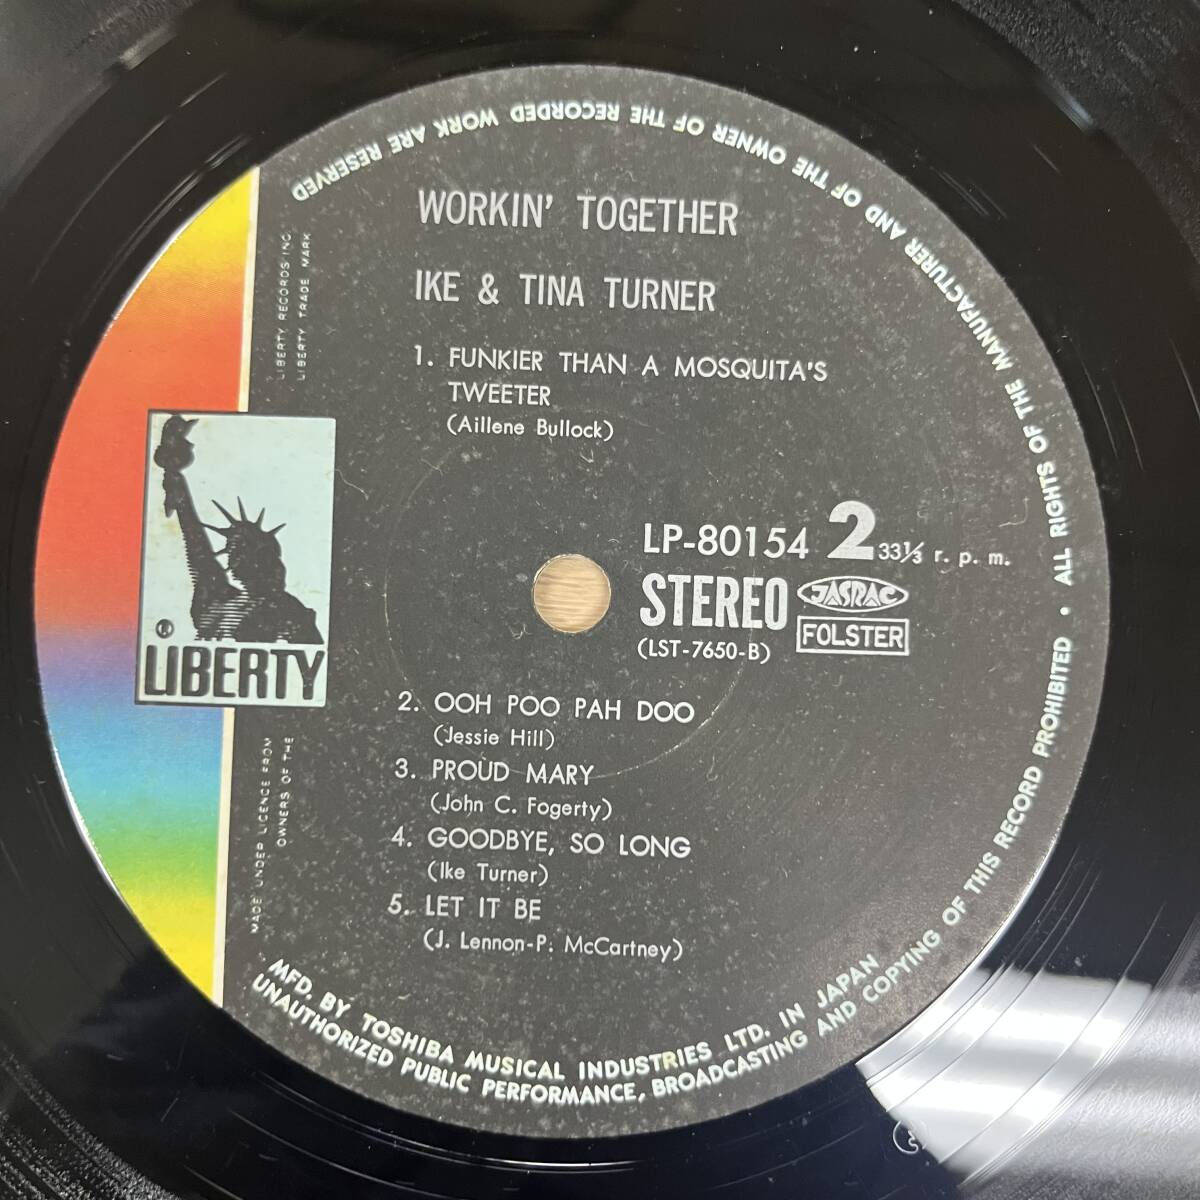 WORKIN' TOGETHER
IKE & TINA TURNER
1. FUNKIER THAN A MOSQUITA'S
TWEETER
(Aillene Bullock)
LP-80154 2 33⅓ r. p. m.
STEREO JASRAC
(LST-7650-B) FOLSTER
2. OOH POO PAH DOO
(Jessie Hill)
3. PROUD MARY
(John C. Fogerty)
4. GOODBYE, SO LONG
(Ike Turner)
5. LET IT BE
(J. Lennon-P. McCartney)
® LIBERTY
LIBERTY RECORDS INC.
LIBERTY TRADE MARK
MADE UNDER LICENCE FROM
OWNERS OF THE
MFD. BY TOSHIBA MUSICAL INDUSTRIES LTD. IN JAPAN
UNAUTHORIZED PUBLIC PERFORMANCE, BROADCASTING AND COPYING OF THIS RECORD PROHIBITED • ALL RIGHTS OF THE MANUFACTURER AND OF THE OWNER OF THE RECORDED WORK ARE RESERVED